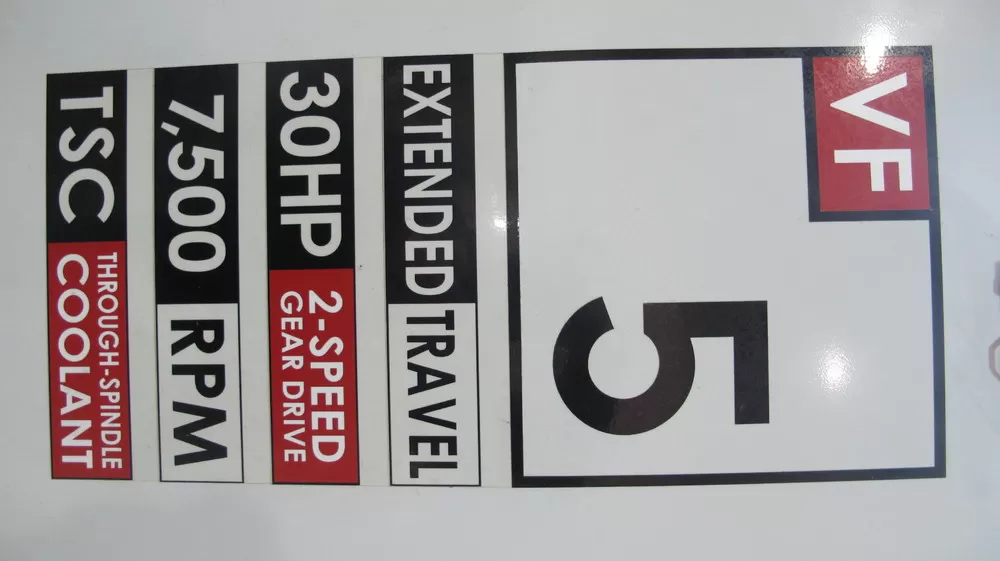 VF
5
EXTENDED TRAVEL
30HP 2-SPEED
GEAR DRIVE
7,500 RPM
TSC THROUGH-SPINDLE
COOLANT